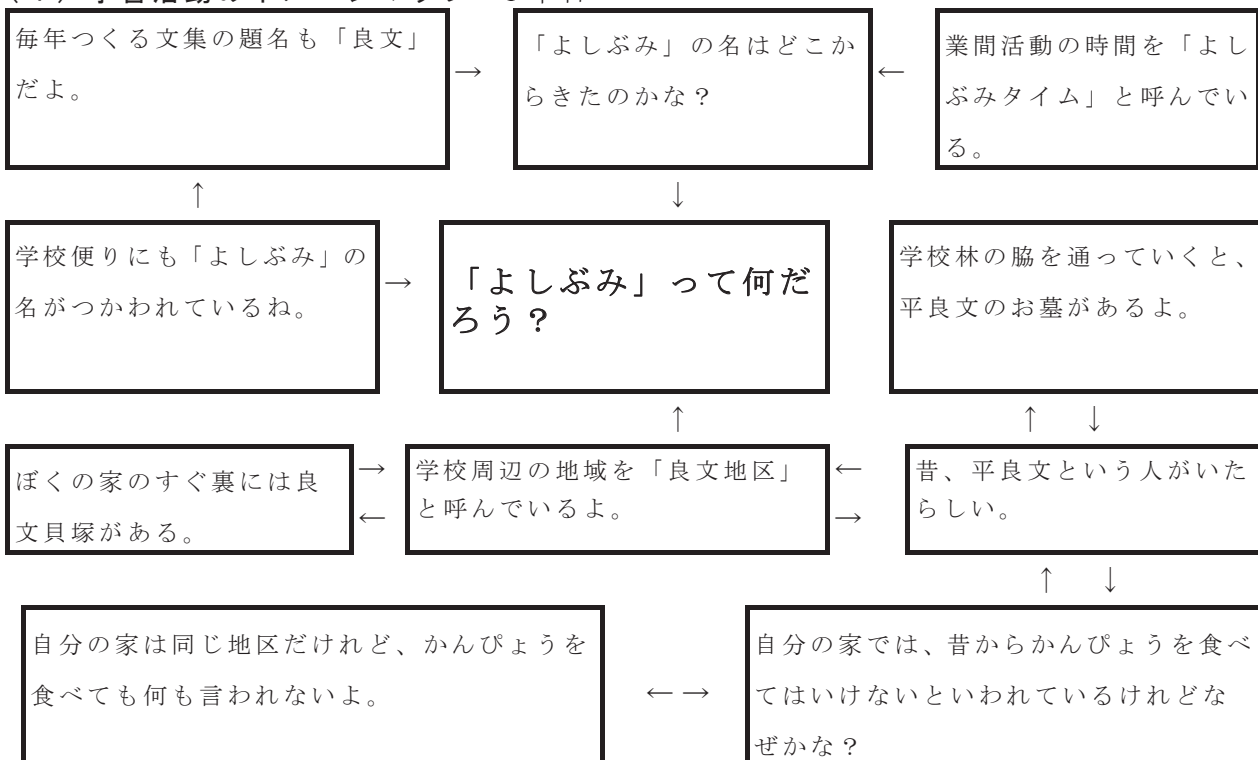 毎年つくる文集の題名も「良文」
だよ。
→
「よしぶみ」の名はどこか
らきたのかな？
←
業間活動の時間を「よし
ぶみタイム」と呼んでい
る。
↑
↓
学校便りにも「よしぶみ」の
名がつかわれているね。
→
「よしぶみ」って何だ
ろう？
学校林の脇を通っていくと、
平良文のお墓があるよ。
↑
↑ ↓
ぼくの家のすぐ裏には良
文貝塚がある。
→
←
学校周辺の地域を「良文地区」
と呼んでいるよ。
←
→
昔、平良文という人がいた
らしい。
↑ ↓
自分の家は同じ地区だけれど、かんぴょうを
食べても何も言われないよ。
←→
自分の家では、昔からかんぴょうを食べ
てはいけないといわれているけれどな
ぜかな？